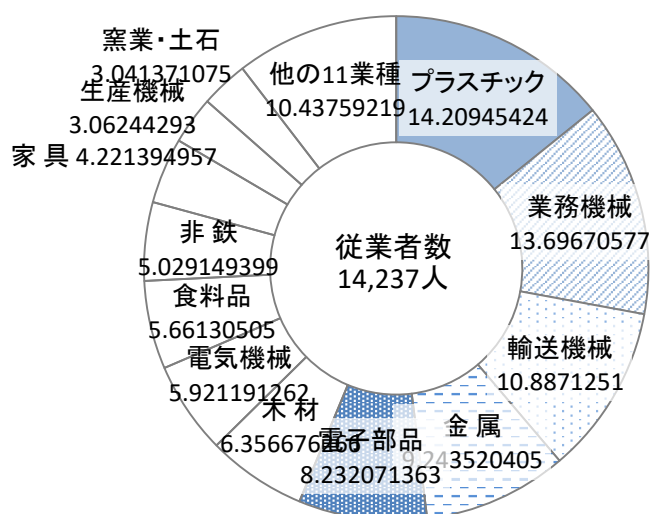 プラスチック
14.20945424
業務機械
13.69670577
輸送機械
10.8871251
金 属
9.243520405
電子部品
8.232071363
木 材
6.356676266
電気機械
5.921191262
食料品
5.66130505
非 鉄
5.029149399
家 具 4.221394957
生産機械
3.06244293
窯業・土石
3.041371075
他の11業種
10.43759219
従業者数
14,237人